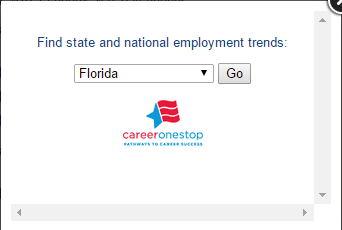 Find state and national employment trends:
Florida Go
careeronestop
PATHWAYS TO CAREER SUCCESS